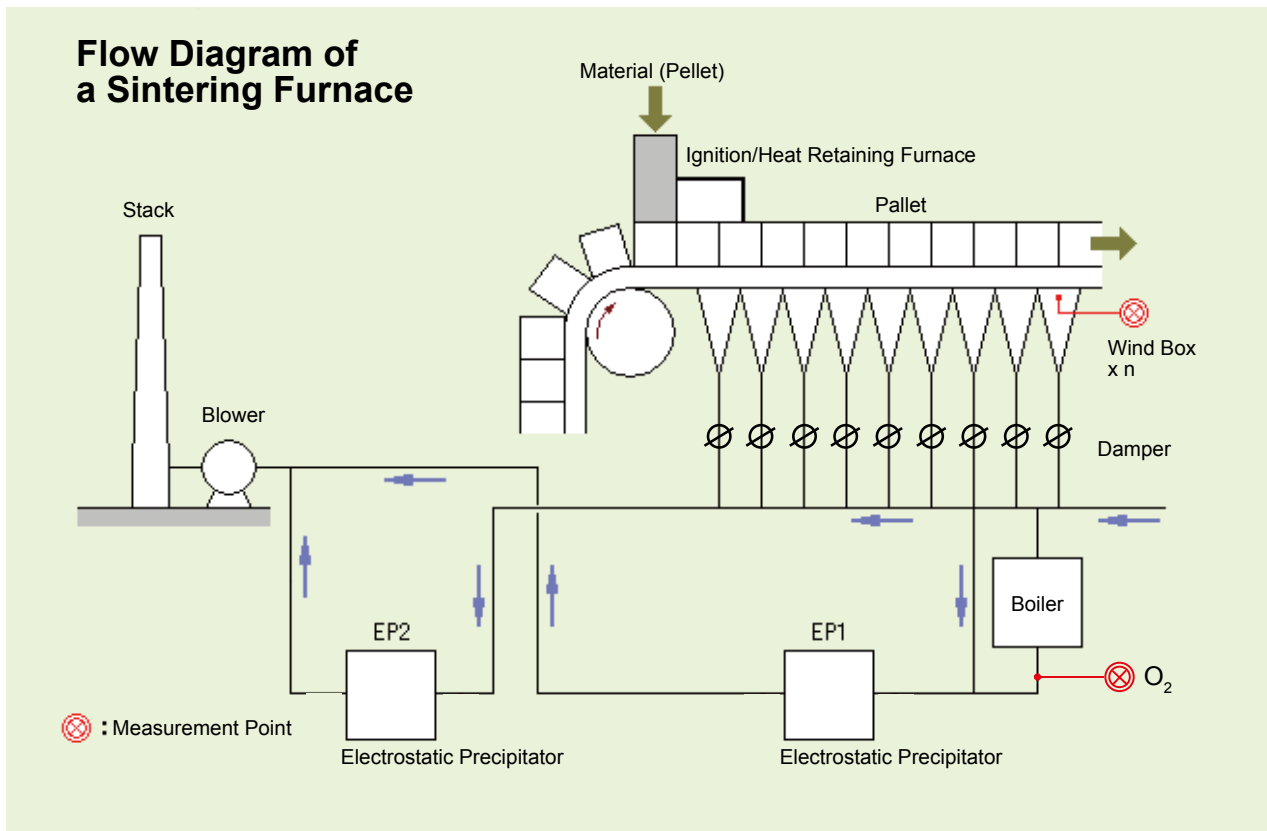 Flow Diagram of
a Sintering Furnace
Material (Pellet)
Ignition/Heat Retaining Furnace
Stack
Pallet
Wind Box
x n
Blower
Damper
Boiler
EP2
EP1
O₂
: Measurement Point
Electrostatic Precipitator
Electrostatic Precipitator